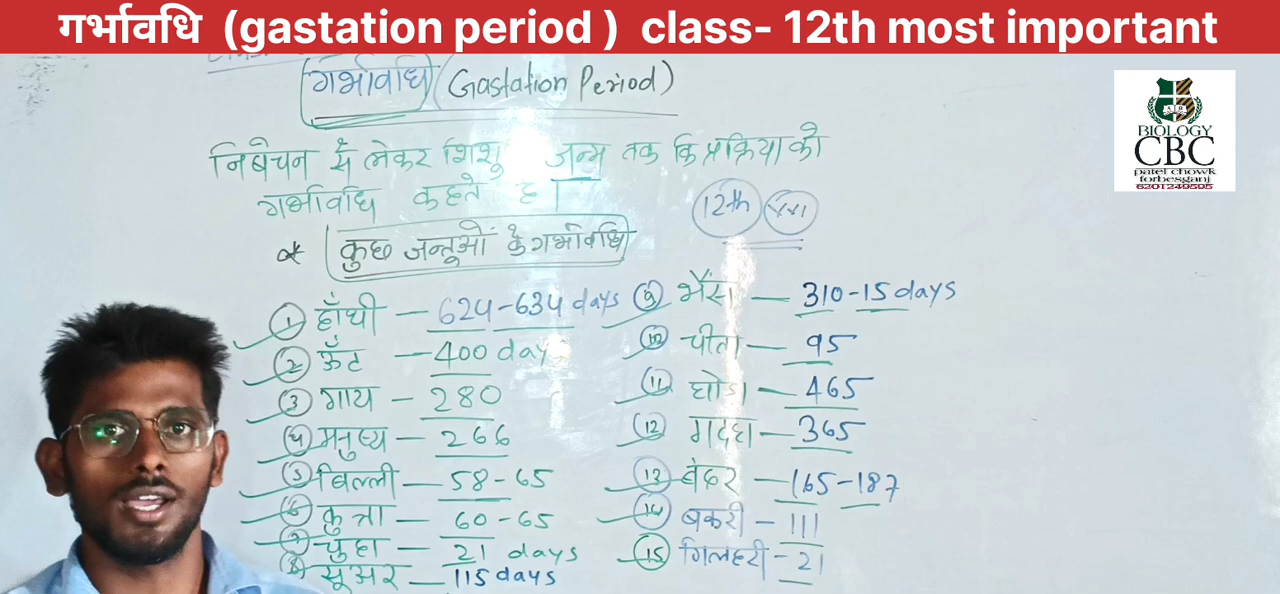 गर्भावधि (gastation period ) class- 12th most important
गर्भावधि (Gastation Period)
निषेचन से लेकर शिशु जन्म तक कि प्रक्रिया को
गर्भावधि कहते है।
12th
* कुछ जन्तुओं के गर्भावधि
① हाँथी — 624-634 days
② ऊँट — 400 day
③ गाय — 280
④ मनुष्य — 266
⑤ बिल्ली — 58-65
⑥ कुत्ता — 60-65
⑦ चुहा — 21 days
⑧ सूअर — 115 days
⑨ भैंस — 310-15 days
⑩ चीता — 95
⑪ घोडा — 465
⑫ गदहा — 365
⑬ बंदर — 165-187
⑭ बकरी — 111
⑮ गिलहरी — 21
BIOLOGY
CBC
patel chowk
forbesganj
6201249595